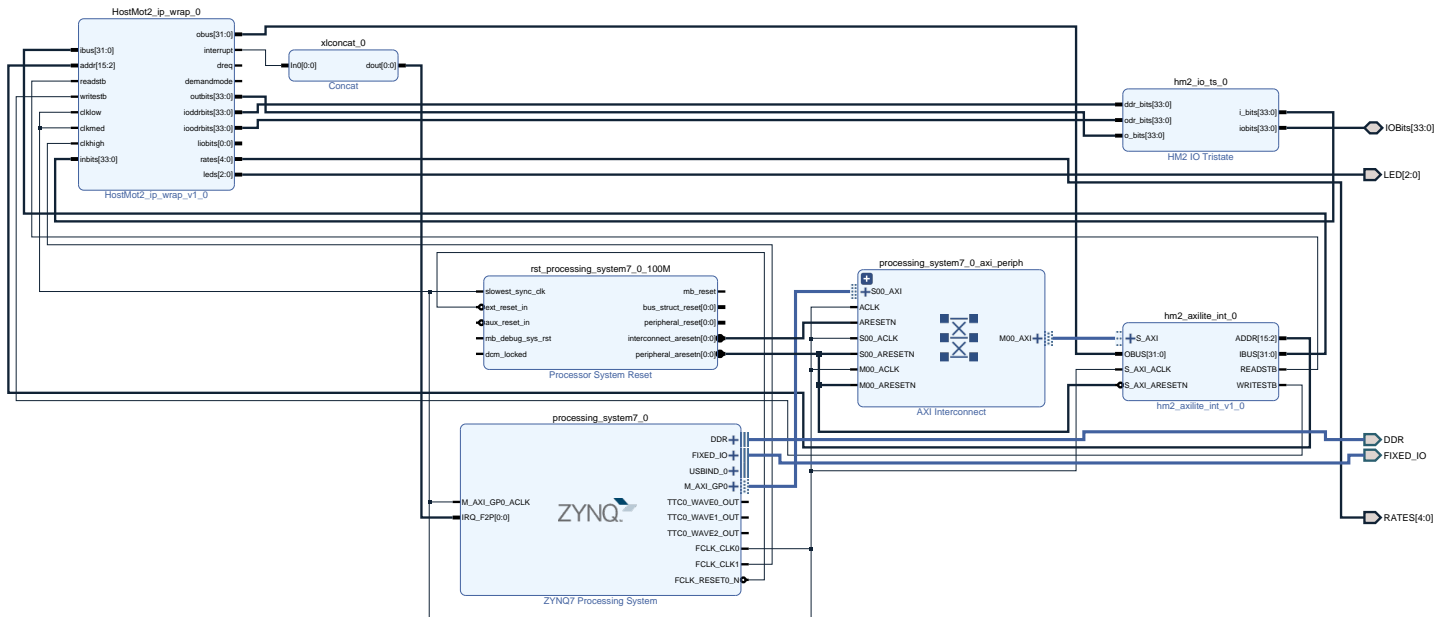 HostMot2_ip_wrap_0
ibus[31:0]
addr[15:2]
readstb
writestb
clklow
clkmed
clkhigh
inbits[33:0]
obus[31:0]
interrupt
dreq
demandmode
outbits[33:0]
ioddrbits[33:0]
ioodrbits[33:0]
liobits[0:0]
rates[4:0]
leds[2:0]
HostMot2_ip_wrap_v1_0
xlconcat_0
In0[0:0]
dout[0:0]
Concat
hm2_io_ts_0
ddr_bits[33:0]
odr_bits[33:0]
o_bits[33:0]
i_bits[33:0]
iobits[33:0]
HM2 IO Tristate
IOBits[33:0]
LED[2:0]
rst_processing_system7_0_100M
slowest_sync_clk
ext_reset_in
aux_reset_in
mb_debug_sys_rst
dcm_locked
mb_reset
bus_struct_reset[0:0]
peripheral_reset[0:0]
interconnect_aresetn[0:0]
peripheral_aresetn[0:0]
Processor System Reset
processing_system7_0_axi_periph
S00_AXI
ACLK
ARESETN
S00_ACLK
S00_ARESETN
M00_ACLK
M00_ARESETN
M00_AXI
AXI Interconnect
hm2_axilite_int_0
S_AXI
OBUS[31:0]
S_AXI_ACLK
S_AXI_ARESETN
ADDR[15:2]
IBUS[31:0]
READSTB
WRITESTB
hm2_axilite_int_v1_0
processing_system7_0
M_AXI_GP0_ACLK
IRQ_F2P[0:0]
ZYNQ
DDR
FIXED_IO
USBIND_0
M_AXI_GP0
TTC0_WAVE0_OUT
TTC0_WAVE1_OUT
TTC0_WAVE2_OUT
FCLK_CLK0
FCLK_CLK1
FCLK_RESET0_N
ZYNQ7 Processing System
DDR
FIXED_IO
RATES[4:0]